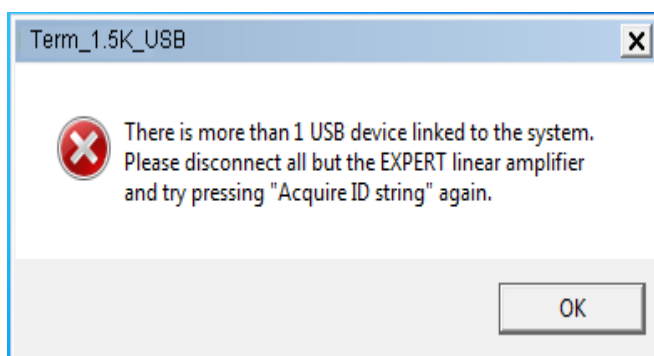 Term_1.5K_USB
There is more than 1 USB device linked to the system.
Please disconnect all but the EXPERT linear amplifier
and try pressing "Acquire ID string" again.
OK